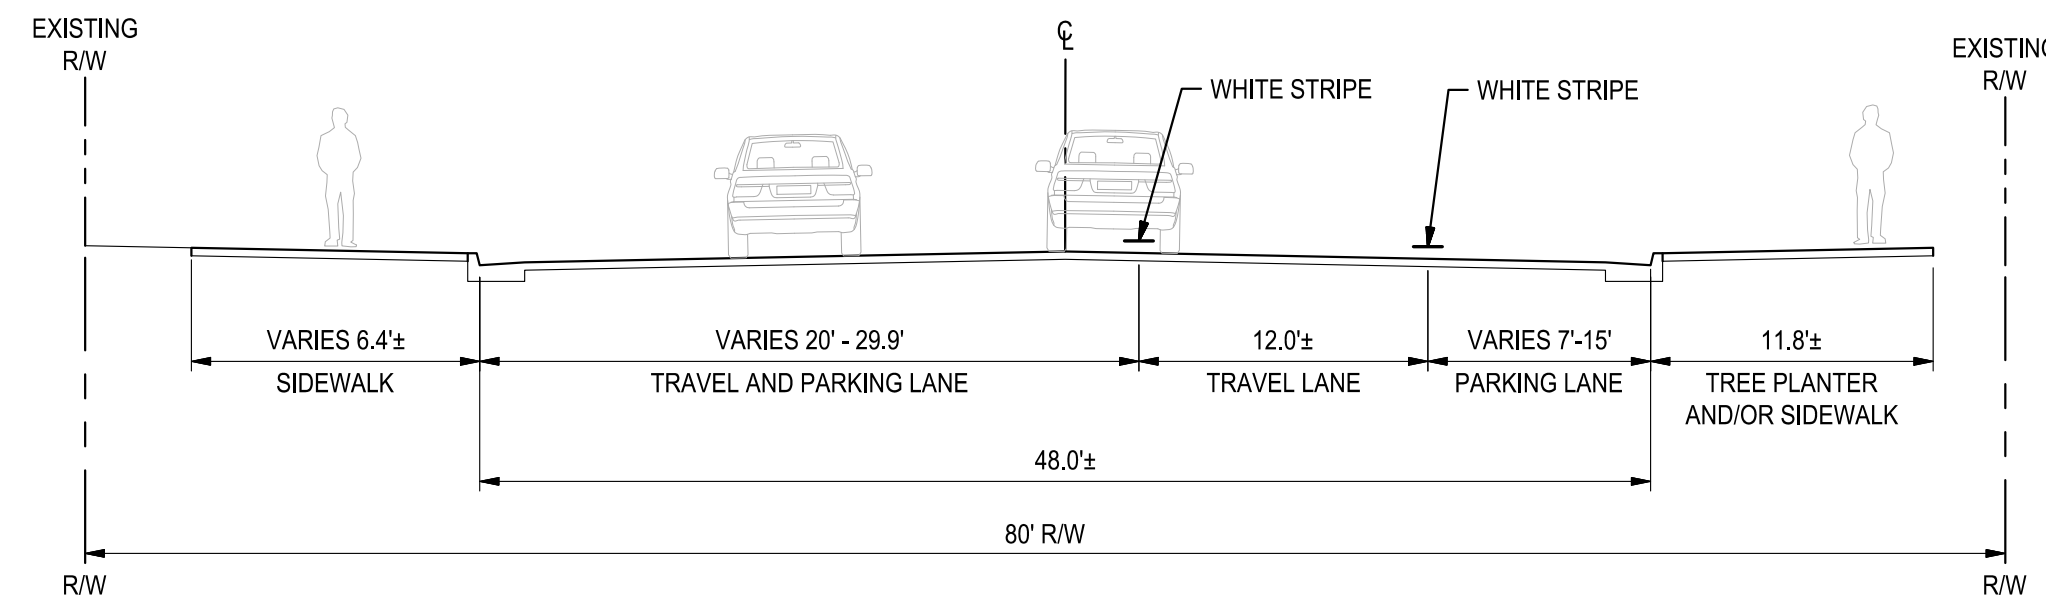 EXISTING
R/W
℄
EXISTING
R/W
WHITE STRIPE
WHITE STRIPE
VARIES 6.4'±
SIDEWALK
VARIES 20' - 29.9'
TRAVEL AND PARKING LANE
12.0'±
TRAVEL LANE
VARIES 7'-15'
PARKING LANE
11.8'±
TREE PLANTER
AND/OR SIDEWALK
48.0'±
80' R/W
R/W
R/W